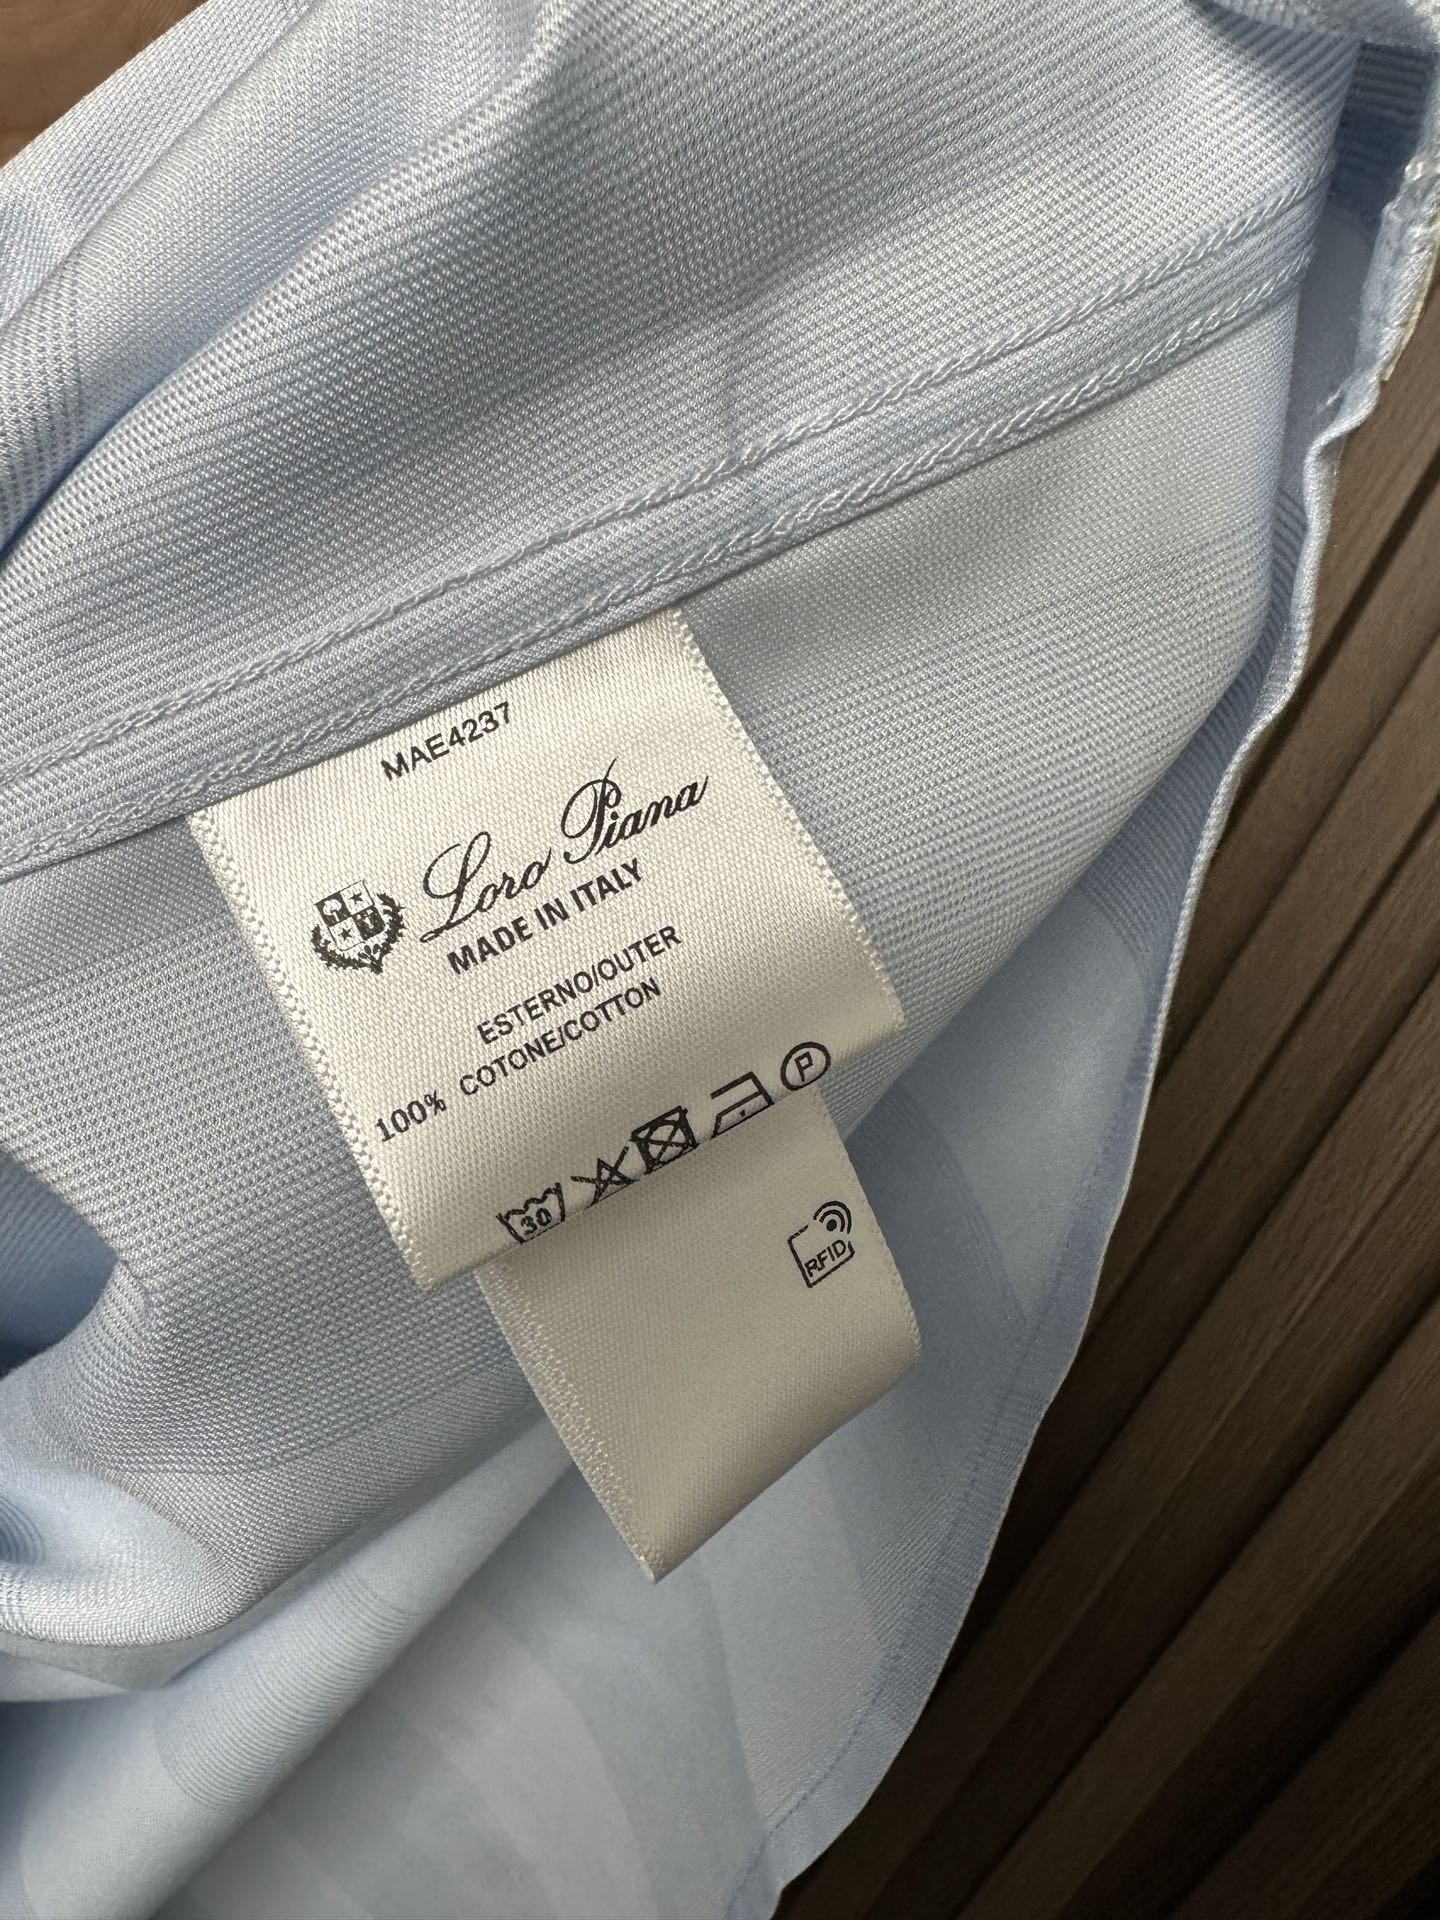 MAE4237
Loro Piana
MADE IN ITALY
ESTERNO/OUTER
100% COTONE/COTTON
30
P
RFID